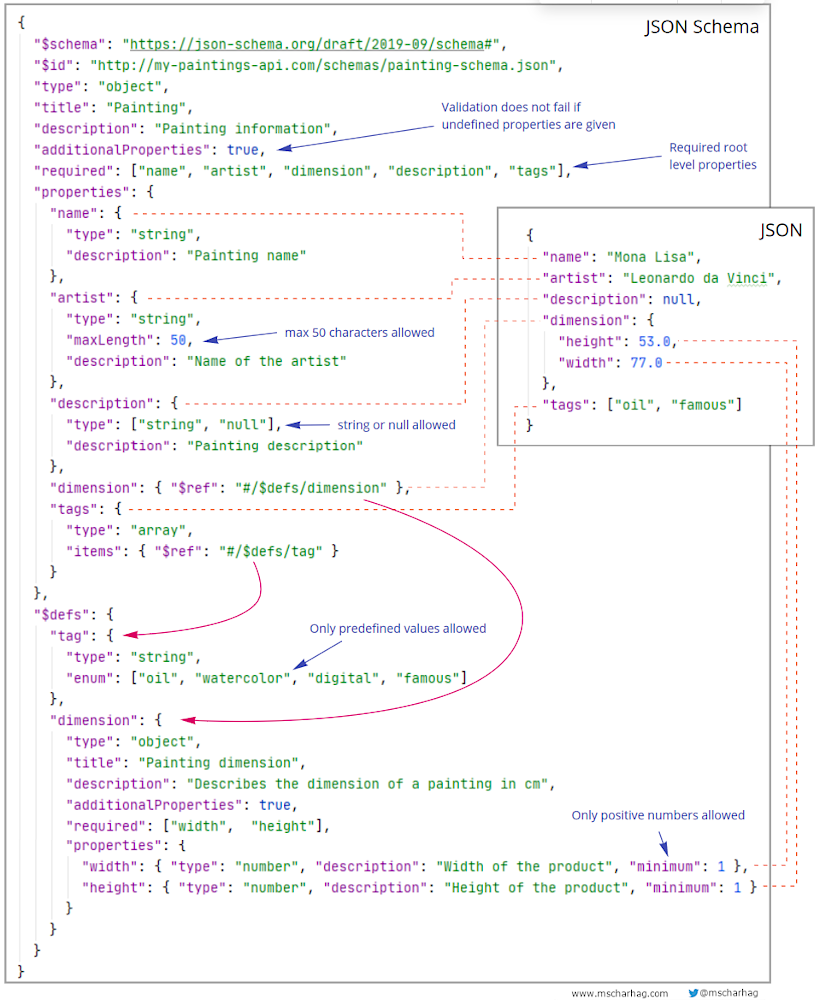 JSON Schema
{
  "$schema": "https://json-schema.org/draft/2019-09/schema#",
  "$id": "http://my-paintings-api.com/schemas/painting-schema.json",
  "type": "object",
  "title": "Painting",
  "description": "Painting information",
  "additionalProperties": true,
  "required": ["name", "artist", "dimension", "description", "tags"],
  "properties": {
    "name": {
      "type": "string",
      "description": "Painting name"
    },
    "artist": {
      "type": "string",
      "maxLength": 50,
      "description": "Name of the artist"
    },
    "description": {
      "type": ["string", "null"],
      "description": "Painting description"
    },
    "dimension": { "$ref": "#/$defs/dimension" },
    "tags": {
      "type": "array",
      "items": { "$ref": "#/$defs/tag" }
    }
  },
  "$defs": {
    "tag": {
      "type": "string",
      "enum": ["oil", "watercolor", "digital", "famous"]
    },
    "dimension": {
      "type": "object",
      "title": "Painting dimension",
      "description": "Describes the dimension of a painting in cm",
      "additionalProperties": true,
      "required": ["width",  "height"],
      "properties": {
        "width": { "type": "number", "description": "Width of the product", "minimum": 1 },
        "height": { "type": "number", "description": "Height of the product", "minimum": 1 }
      }
    }
  }
}
Validation does not fail if
undefined properties are given
Required root
level properties
max 50 characters allowed
string or null allowed
Only predefined values allowed
Only positive numbers allowed
JSON
{
  "name": "Mona Lisa",
  "artist": "Leonardo da Vinci",
  "description": null,
  "dimension": {
    "height": 53.0,
    "width": 77.0
  },
  "tags": ["oil", "famous"]
}
www.mscharhag.com
@mscharhag